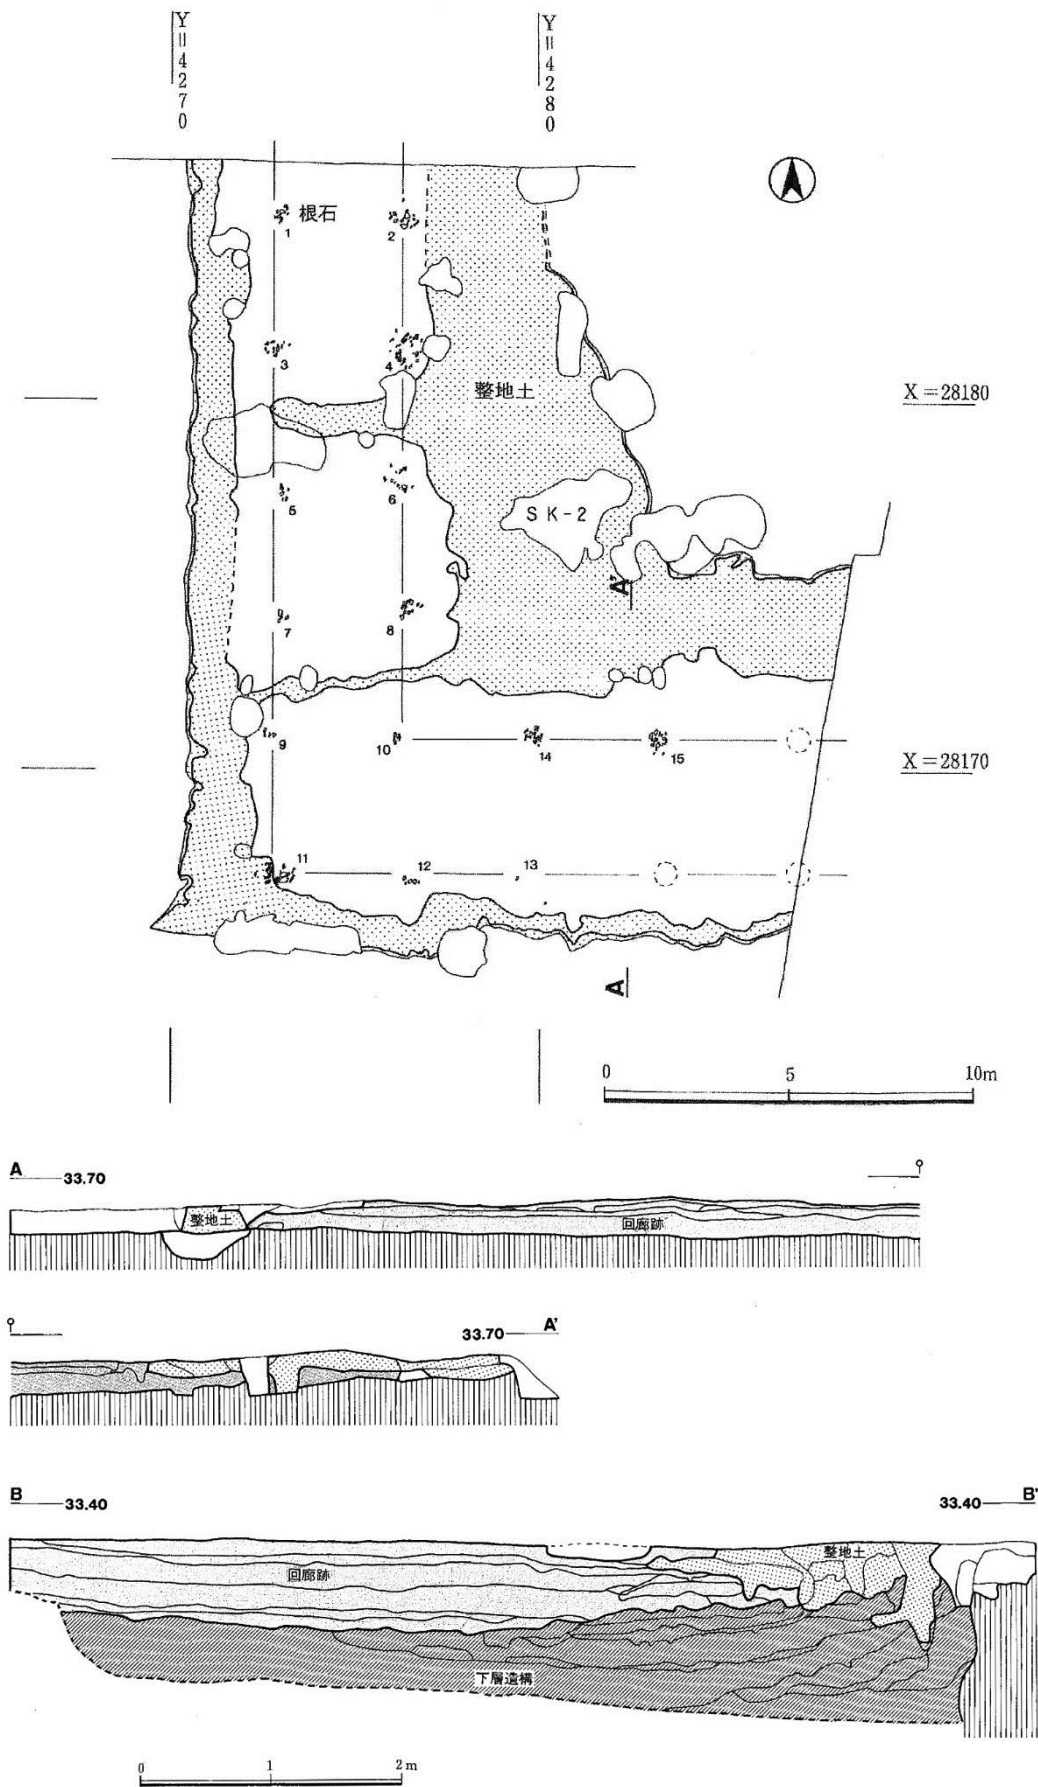 Y=4270
Y=4280
根石
1
2
3
4
整地土
X=28180
5
6
SK-2
A'
7
8
9
10
14
15
X=28170
11
12
13
A
0 5 10m
A 33.70
整地土
回廊跡
33.70 A'
B 33.40
33.40 B'
回廊跡
整地土
下層遺構
0 1 2m